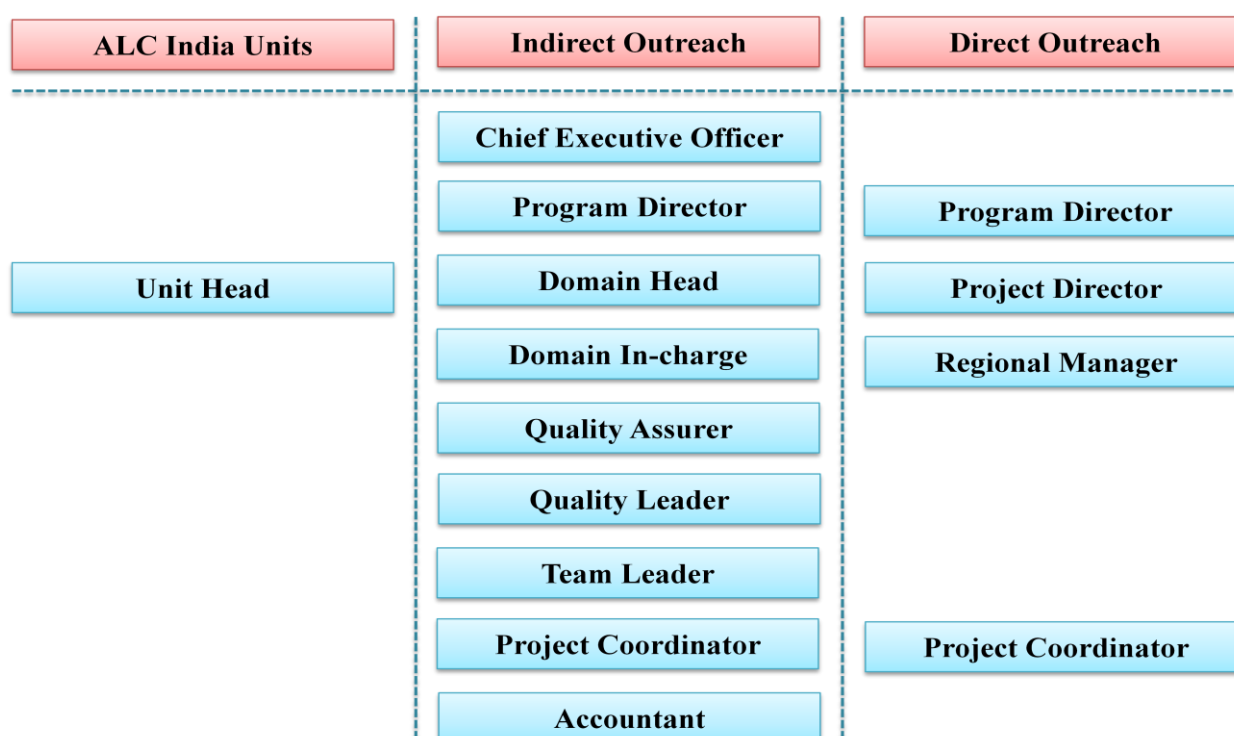 ALC India Units
Indirect Outreach
Direct Outreach
Chief Executive Officer
Program Director
Program Director
Unit Head
Domain Head
Project Director
Domain In-charge
Regional Manager
Quality Assurer
Quality Leader
Team Leader
Project Coordinator
Project Coordinator
Accountant